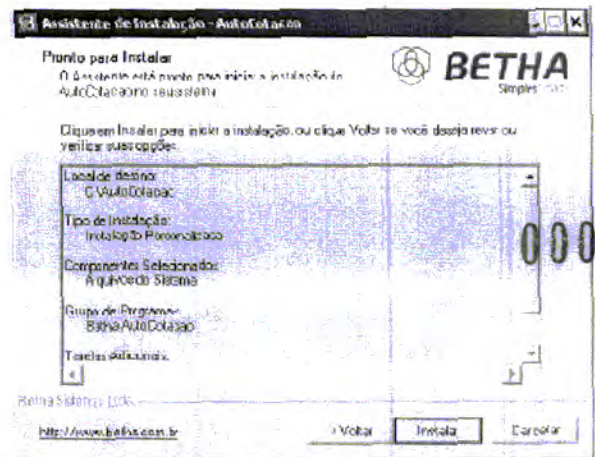 Assistente de Instalação - AutoCotacao
Pronto para Instalar
O Assistente está pronto para iniciar a instalação do
AutoCotacao no seu sistema
BETHA
Simples
Clique em Instalar para iniciar a instalação, ou clique Voltar se você deseja rever ou
verificar suas opções.
Local de destino:
C:\AutoCotacao
Tipo de Instalação:
Instalação Personalizada
000
Componentes Selecionados:
Arquivos do Sistema
Grupo de Programas:
Betha AutoCotacao
Tarefas Adicionais:
Betha Sistemas Ltda.
http://www.betha.com.br
< Voltar
Instalar
Cancelar